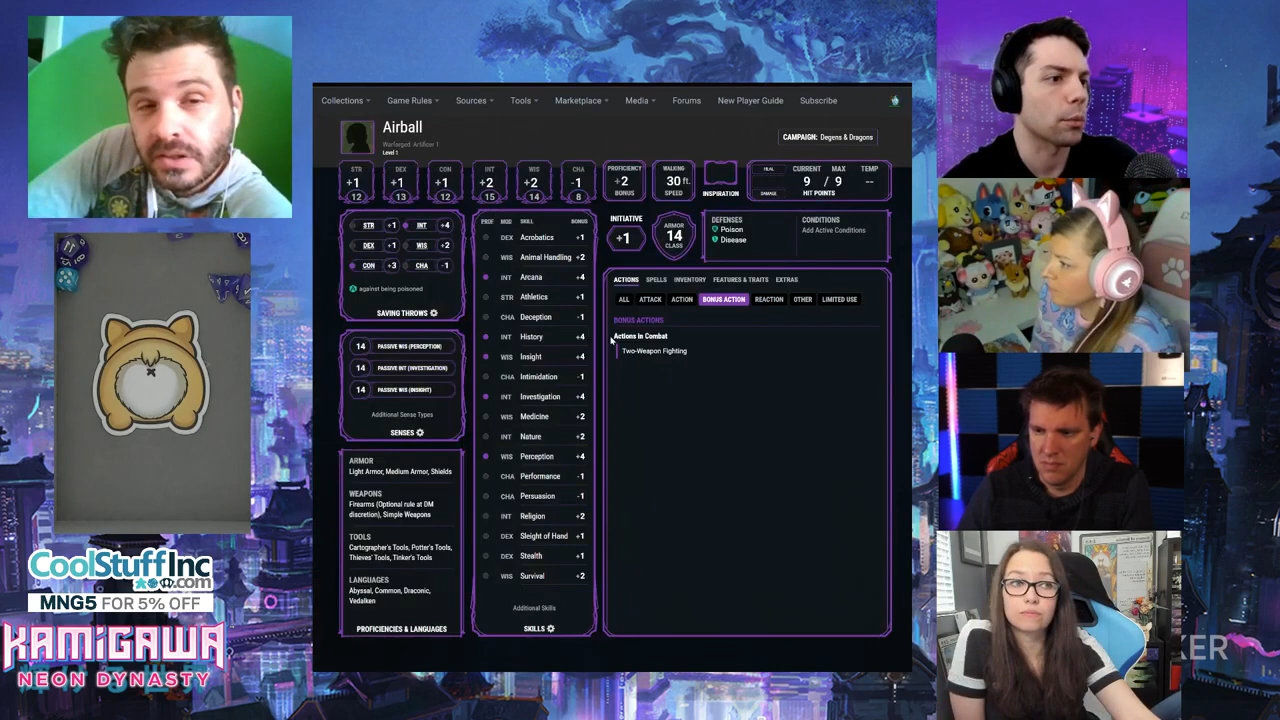 Collections Game Rules Sources Tools Marketplace Media Forums New Player Guide Subscribe
Airball
Warforged Artificer 1
Level 1
CAMPAIGN: Degens & Dragons
STR
+1
12
DEX
+1
13
CON
+1
12
INT
+2
15
WIS
+2
14
CHA
-1
8
PROFICIENCY
+2
BONUS
WALKING
30 ft.
SPEED
INSPIRATION
HEAL
DAMAGE
CURRENT MAX TEMP
9 / 9 --
HIT POINTS
STR +1 INT +4
DEX +1 WIS +2
CON +3 CHA -1
against being poisoned
SAVING THROWS
14 PASSIVE WIS (PERCEPTION)
14 PASSIVE INT (INVESTIGATION)
14 PASSIVE WIS (INSIGHT)
Additional Sense Types
SENSES
ARMOR
Light Armor, Medium Armor, Shields
WEAPONS
Firearms (Optional rule at DM
discretion), Simple Weapons
TOOLS
Cartographer's Tools, Potter's Tools,
Thieves' Tools, Tinker's Tools
LANGUAGES
Abyssal, Common, Draconic,
Vedalken
PROFICIENCIES & LANGUAGES
PROF MOD SKILL BONUS
DEX Acrobatics +1
WIS Animal Handling +2
INT Arcana +4
STR Athletics +1
CHA Deception -1
INT History +4
WIS Insight +4
CHA Intimidation -1
INT Investigation +4
WIS Medicine +2
INT Nature +2
WIS Perception +4
CHA Performance -1
CHA Persuasion -1
INT Religion +2
DEX Sleight of Hand +1
DEX Stealth +1
WIS Survival +2
Additional Skills
SKILLS
INITIATIVE
+1
ARMOR
14
CLASS
DEFENSES
Poison
Disease
CONDITIONS
Add Active Conditions
ACTIONS SPELLS INVENTORY FEATURES & TRAITS EXTRAS
ALL ATTACK ACTION BONUS ACTION REACTION OTHER LIMITED USE
BONUS ACTIONS
Actions in Combat
Two-Weapon Fighting
CoolStuffInc
.com
MNG5 FOR 5% OFF
KAMIGAWA
NEON DYNASTY
KER